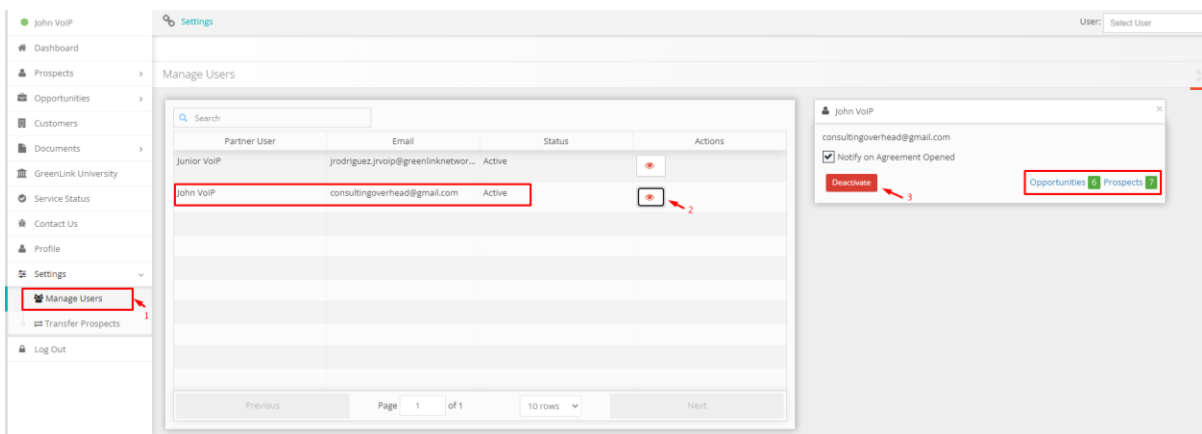 John VoIP
Settings
User: Select User
Dashboard
Prospects
Opportunities
Customers
Documents
GreenLink University
Service Status
Contact Us
Profile
Settings
Manage Users
1
Transfer Prospects
Log Out
Manage Users
Search
Partner User Email Status Actions
Junior VoIP jrodriguez.jrvoip@greenlinknetwor... Active
John VoIP consultingoverhead@gmail.com Active
2
Previous Page 1 of 1 10 rows Next
John VoIP
consultingoverhead@gmail.com
Notify on Agreement Opened
Deactivate Opportunities 6 Prospects 7
3